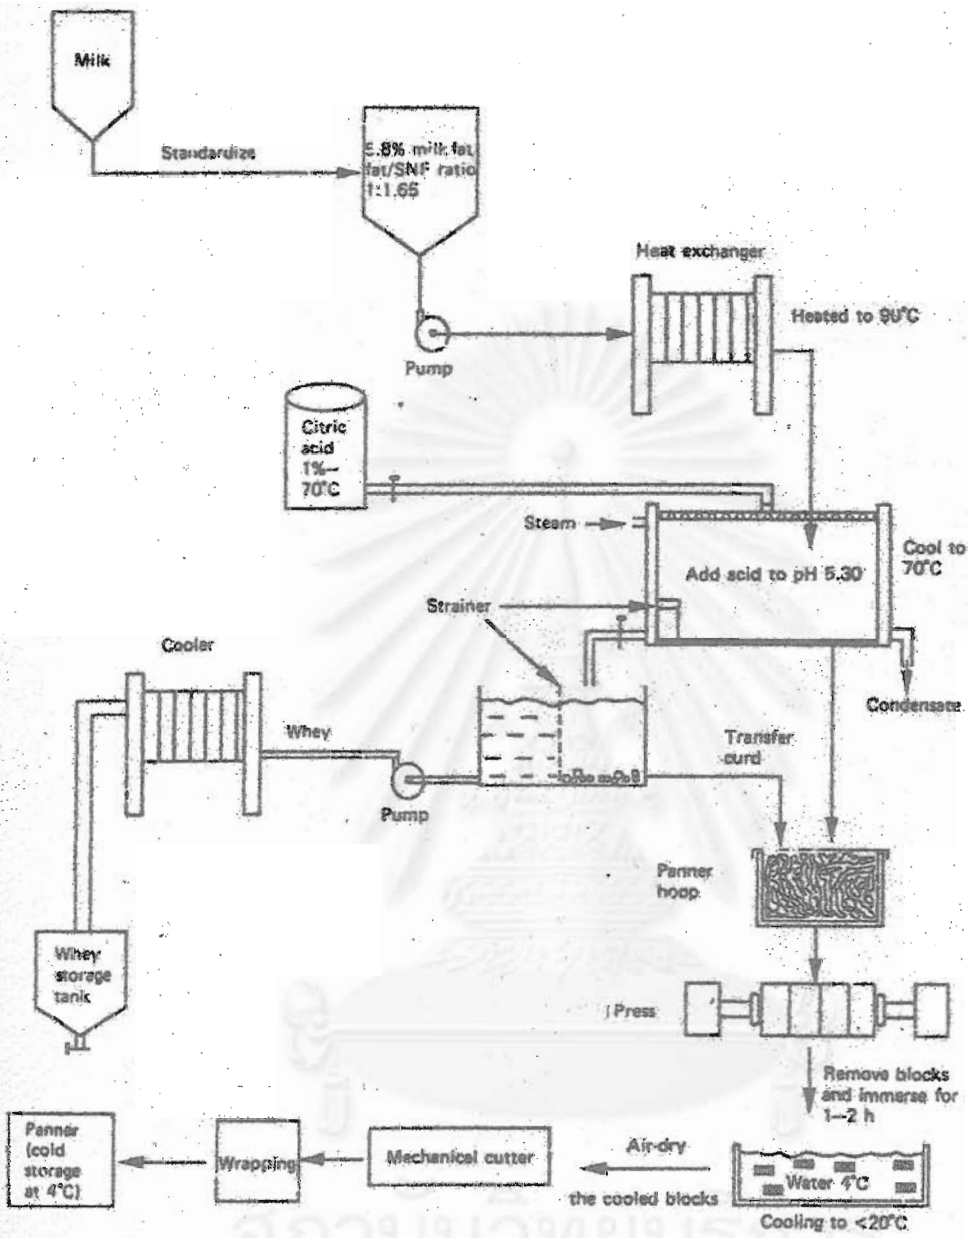 Milk
Standardize
5.8% milk fat,
fat/SNF ratio
1:1.65
Heat exchanger
Heated to 90°C
Pump
Citric
acid
1%–
70°C
Steam
Add acid to pH 5.30
Cool to
70°C
Strainer
Condensate
Cooler
Whey
Pump
Transfer
curd
Panner
hoop
Whey
storage
tank
Press
Remove blocks
and immerse for
1–2 h
Water 4°C
Cooling to <20°C
Air-dry
the cooled blocks
Mechanical cutter
Wrapping
Panner
(cold
storage
at 4°C)